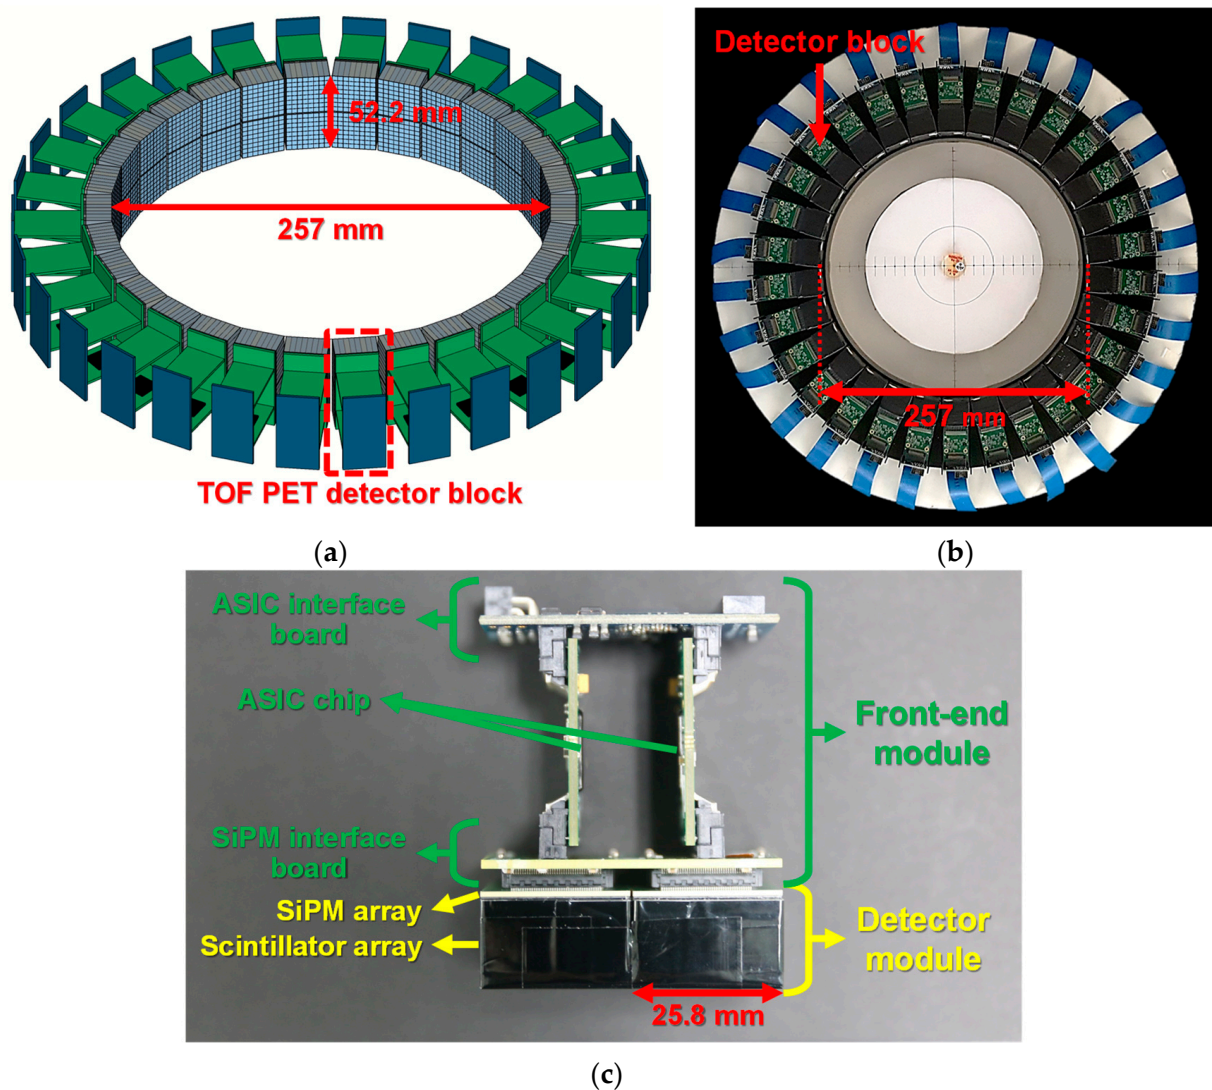 52.2 mm
257 mm
TOF PET detector block
(a)
Detector block
257 mm
(b)
ASIC interface
board
ASIC chip
Front-end
module
SiPM interface
board
SiPM array
Scintillator array
Detector
module
25.8 mm
(c)